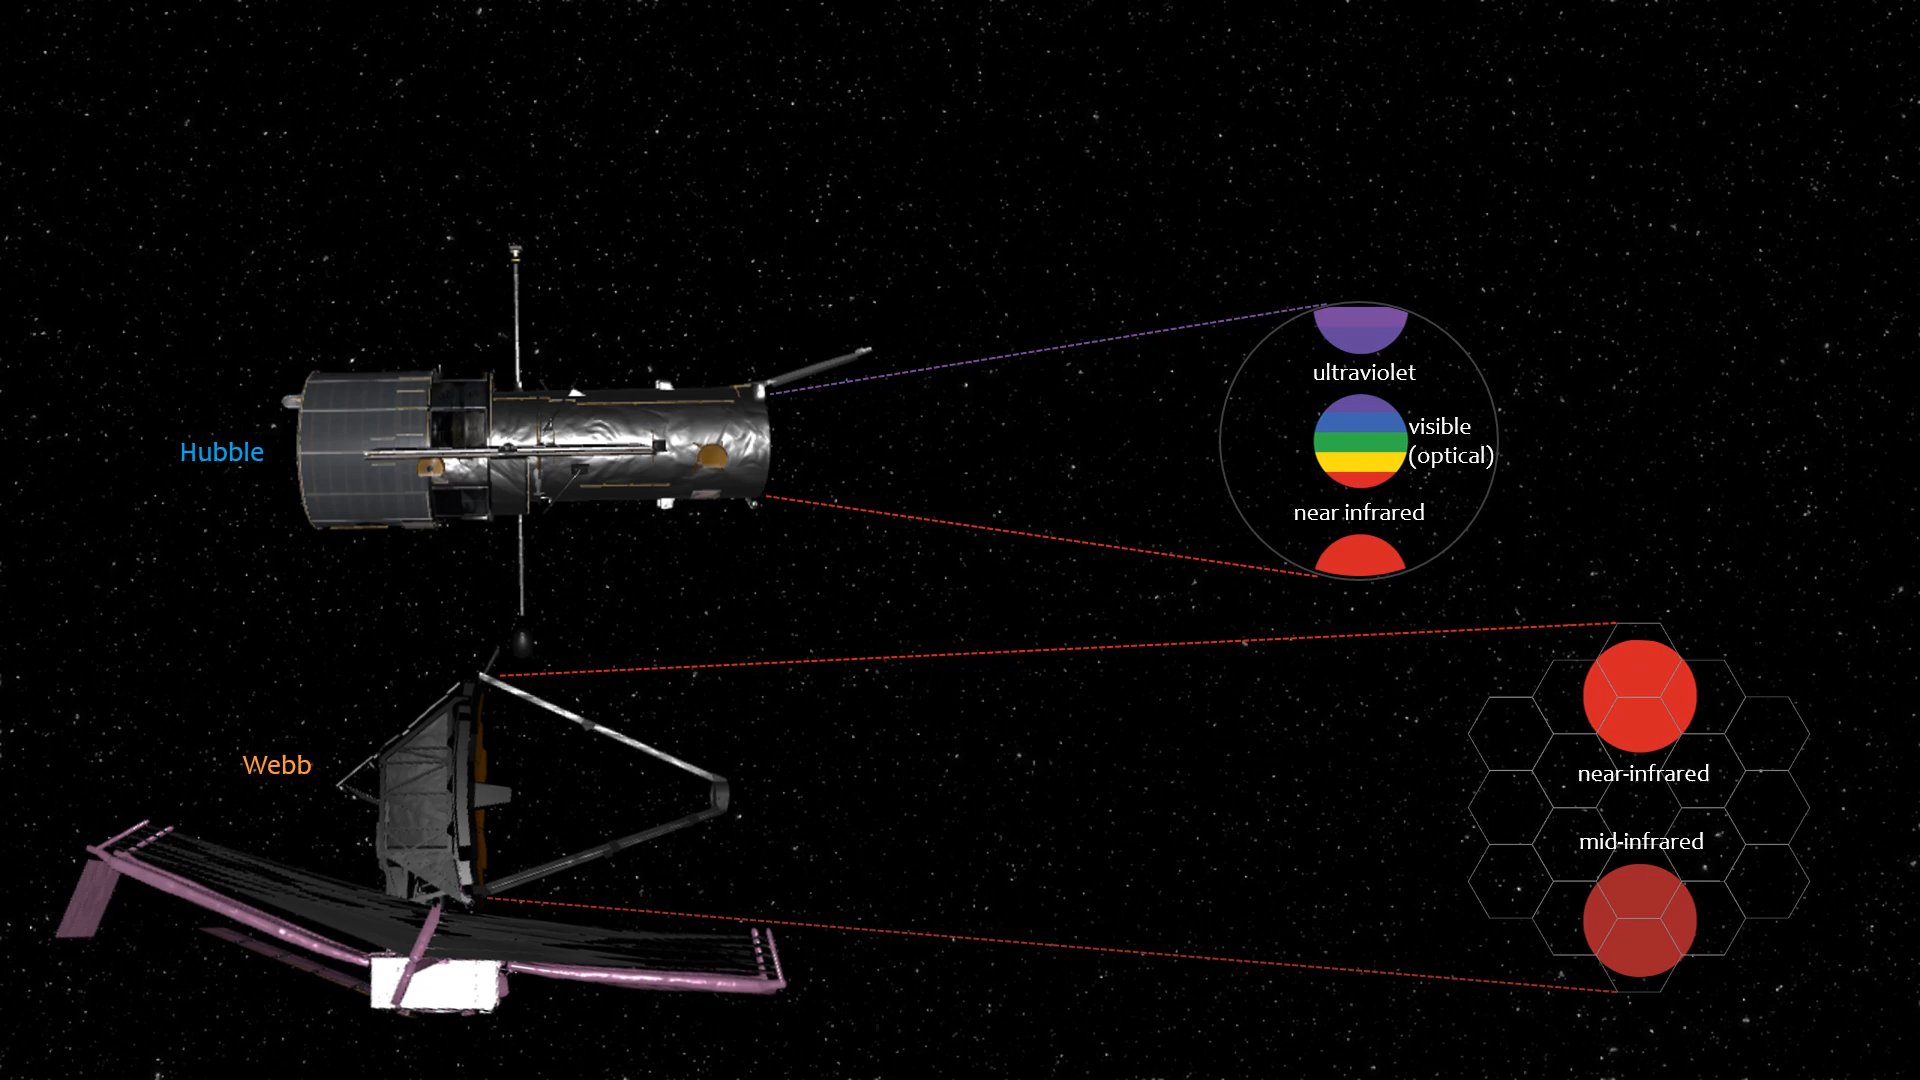 Hubble
ultraviolet
visible
(optical)
near infrared
Webb
near-infrared
mid-infrared